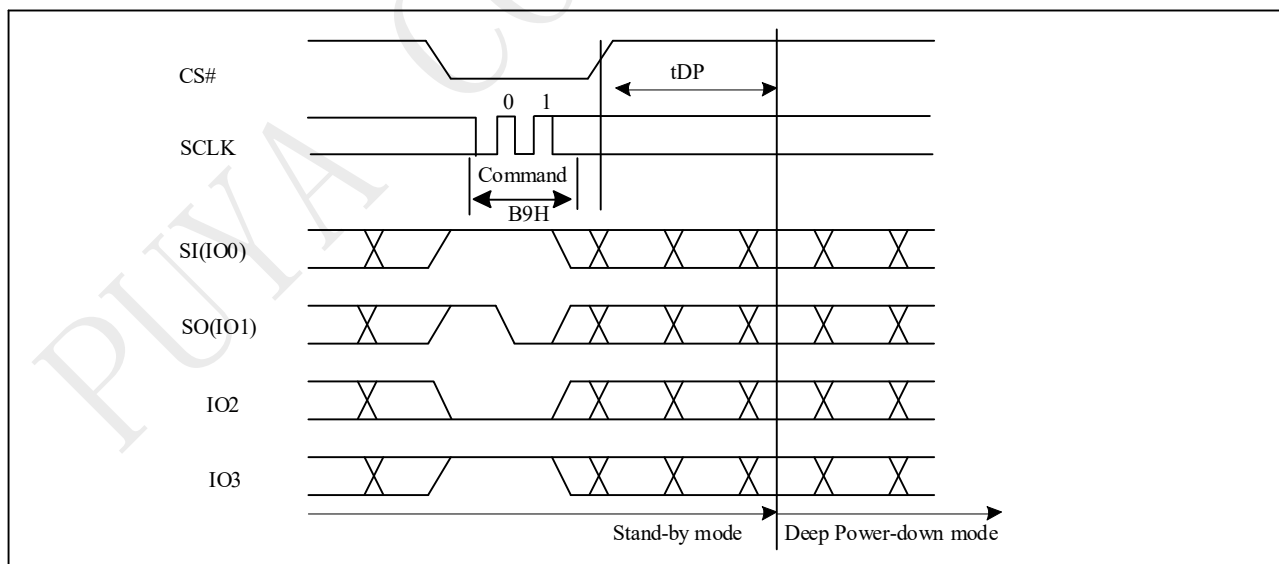 PUYA CO
CS#
tDP
0 1
SCLK
Command
B9H
SI(IO0)
SO(IO1)
IO2
IO3
Stand-by mode
Deep Power-down mode